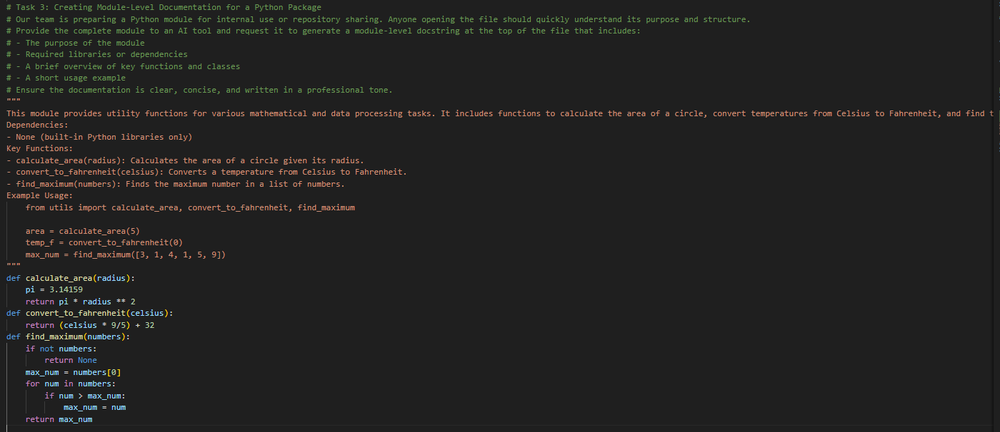 # Task 3: Creating Module-Level Documentation for a Python Package
# Our team is preparing a Python module for internal use or repository sharing. Anyone opening the file should quickly understand its purpose and structure.
# Provide the complete module to an AI tool and request it to generate a module-level docstring at the top of the file that includes:
# - The purpose of the module
# - Required libraries or dependencies
# - A brief overview of key functions and classes
# - A short usage example
# Ensure the documentation is clear, concise, and written in a professional tone.
"""
This module provides utility functions for various mathematical and data processing tasks. It includes functions to calculate the area of a circle, convert temperatures from Celsius to Fahrenheit, and find t
Dependencies:
- None (built-in Python libraries only)
Key Functions:
- calculate_area(radius): Calculates the area of a circle given its radius.
- convert_to_fahrenheit(celsius): Converts a temperature from Celsius to Fahrenheit.
- find_maximum(numbers): Finds the maximum number in a list of numbers.
Example Usage:
    from utils import calculate_area, convert_to_fahrenheit, find_maximum

    area = calculate_area(5)
    temp_f = convert_to_fahrenheit(0)
    max_num = find_maximum([3, 1, 4, 1, 5, 9])
"""
def calculate_area(radius):
    pi = 3.14159
    return pi * radius ** 2
def convert_to_fahrenheit(celsius):
    return (celsius * 9/5) + 32
def find_maximum(numbers):
    if not numbers:
        return None
    max_num = numbers[0]
    for num in numbers:
        if num > max_num:
            max_num = num
    return max_num